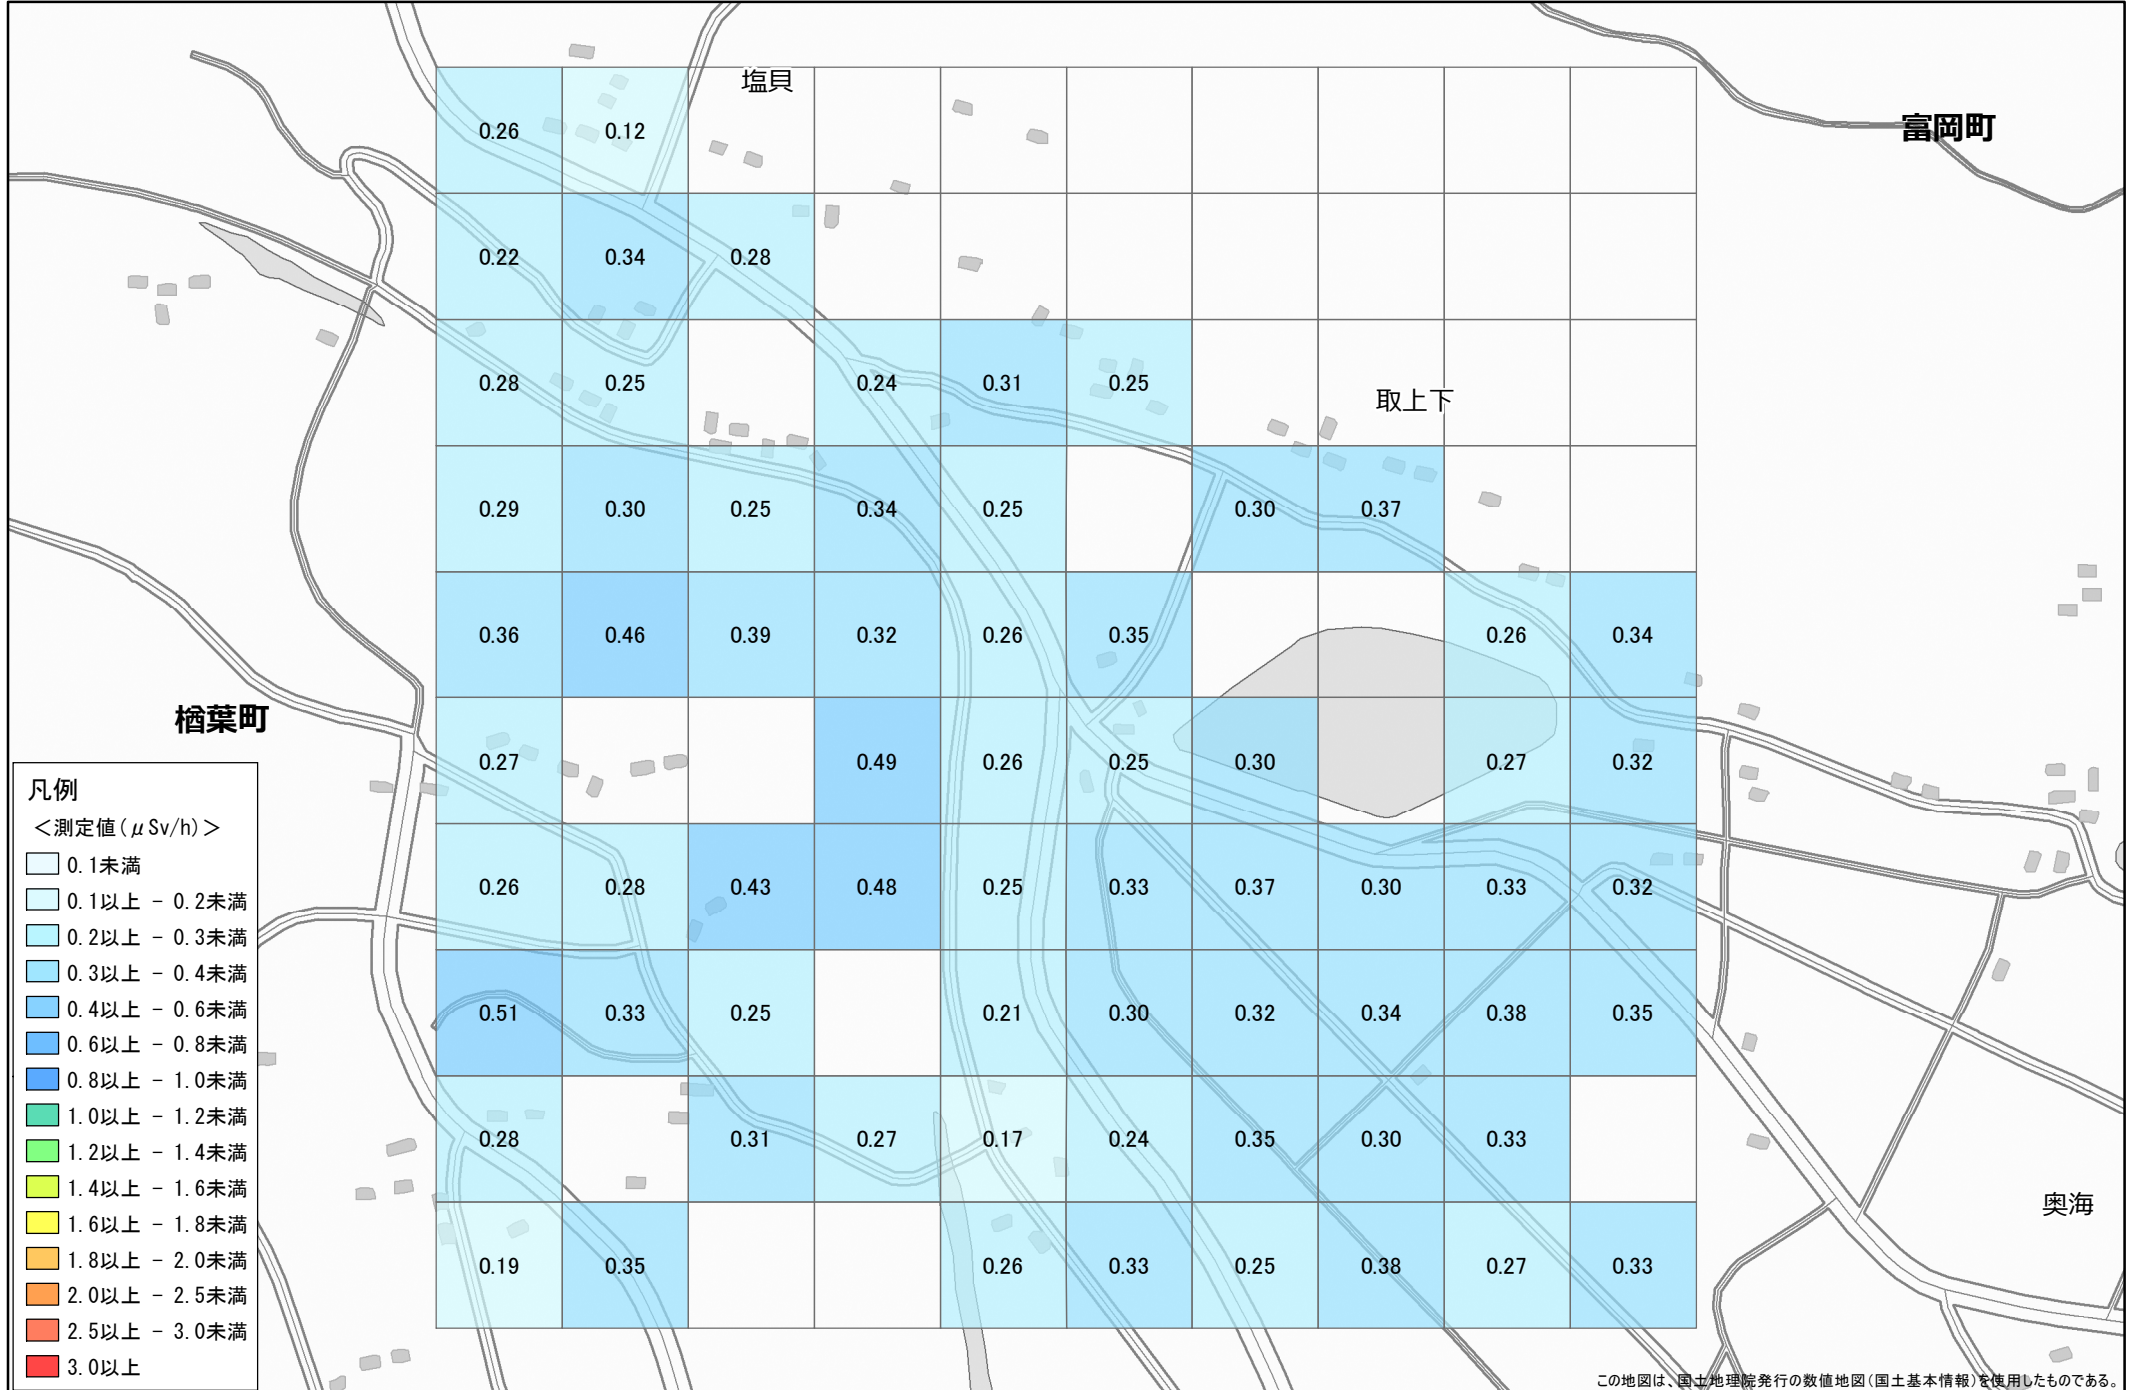 塩貝
富岡町
0.26 0.12
0.22 0.34 0.28
0.28 0.25 0.24 0.31 0.25
取上下
0.29 0.30 0.25 0.34 0.25 0.30 0.37
0.36 0.46 0.39 0.32 0.26 0.35 0.26 0.34
楢葉町
0.27 0.49 0.26 0.25 0.30 0.27 0.32
0.26 0.28 0.43 0.48 0.25 0.33 0.37 0.30 0.33 0.32
0.51 0.33 0.25 0.21 0.30 0.32 0.34 0.38 0.35
0.28 0.31 0.27 0.17 0.24 0.35 0.30 0.33
奥海
0.19 0.35 0.26 0.33 0.25 0.38 0.27 0.33
凡例
＜測定値(μSv/h)＞
0.1未満
0.1以上 - 0.2未満
0.2以上 - 0.3未満
0.3以上 - 0.4未満
0.4以上 - 0.6未満
0.6以上 - 0.8未満
0.8以上 - 1.0未満
1.0以上 - 1.2未満
1.2以上 - 1.4未満
1.4以上 - 1.6未満
1.6以上 - 1.8未満
1.8以上 - 2.0未満
2.0以上 - 2.5未満
2.5以上 - 3.0未満
3.0以上
この地図は、国土地理院発行の数値地図(国土基本情報)を使用したものである。